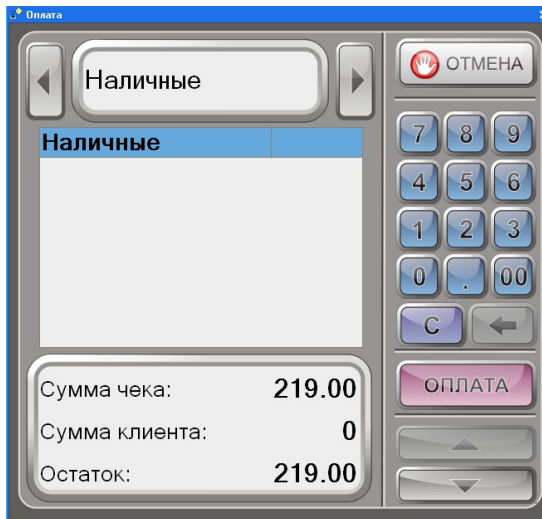 Оплата
Наличные
ОТМЕНА
Наличные
7 8 9
4 5 6
1 2 3
0 . 00
C
Сумма чека: 219.00
Сумма клиента: 0
Остаток: 219.00
ОПЛАТА